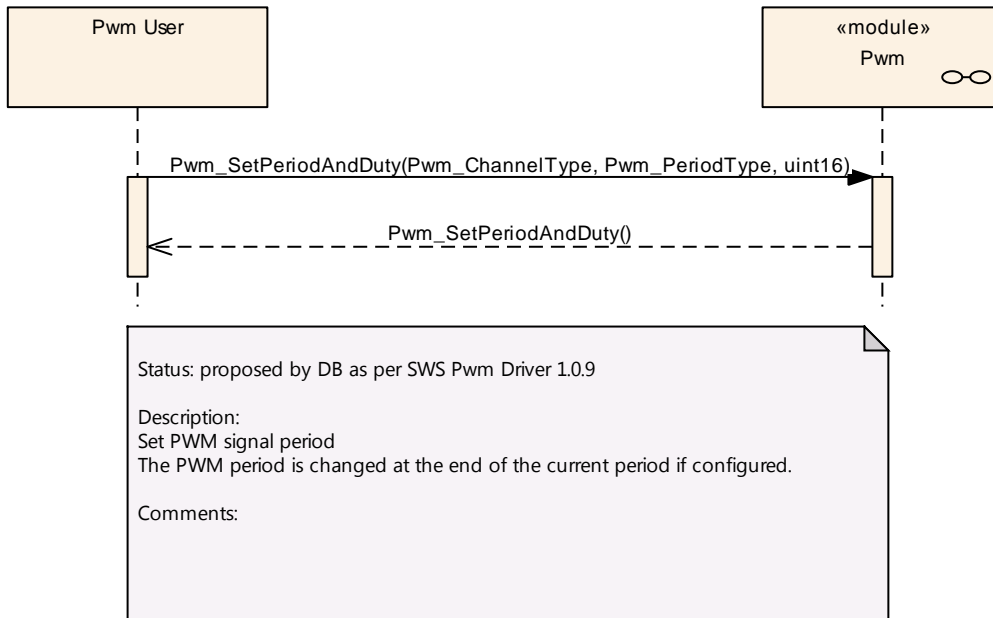 Pwm User
«module»
Pwm
Pwm_SetPeriodAndDuty(Pwm_ChannelType, Pwm_PeriodType, uint16)
Pwm_SetPeriodAndDuty()
Status: proposed by DB as per SWS Pwm Driver 1.0.9
Description:
Set PWM signal period
The PWM period is changed at the end of the current period if configured.
Comments: